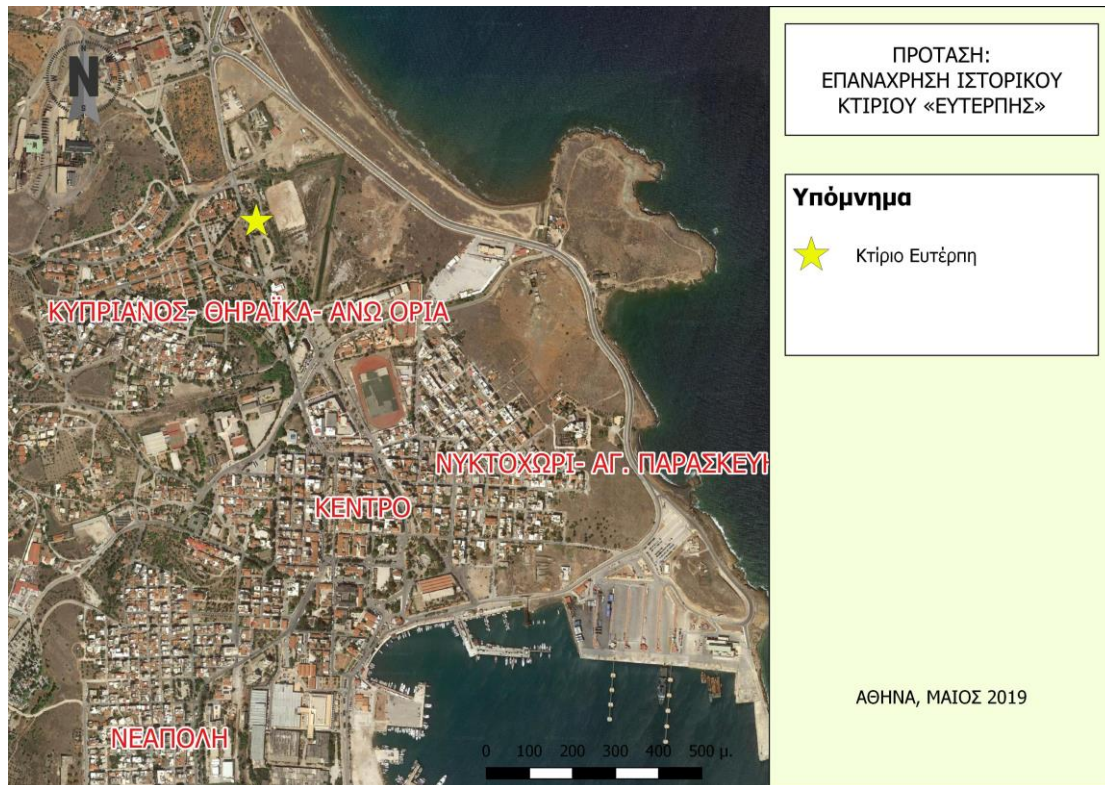 N
S
ΚΥΠΡΙΑΝΟΣ- ΘΗΡΑΪΚΑ- ΑΝΩ ΟΡΙΑ
ΝΥΚΤΟΧΩΡΙ- ΑΓ. ΠΑΡΑΣΚΕΥΗ
ΚΕΝΤΡΟ
ΝΕΑΠΟΛΗ
0 100 200 300 400 500 μ.
ΠΡΟΤΑΣΗ:
ΕΠΑΝΑΧΡΗΣΗ ΙΣΤΟΡΙΚΟΥ
ΚΤΙΡΙΟΥ «ΕΥΤΕΡΠΗΣ»
Υπόμνημα
Κτίριο Ευτέρπη
ΑΘΗΝΑ, ΜΑΙΟΣ 2019